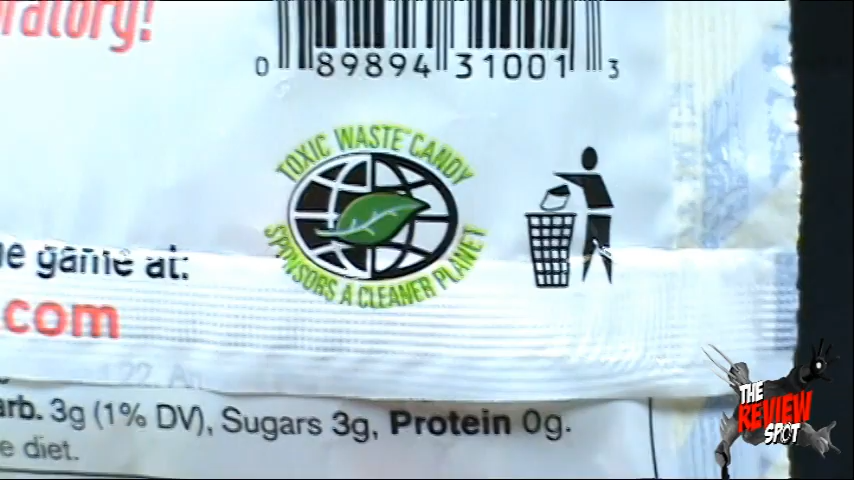 ratory!
0 89894 31001 3
TOXIC WASTE CANDY
SPONSORS A CLEANER PLANET
e game at:
.com
arb. 3g (1% DV), Sugars 3g, Protein 0g.
e diet.
THE
REVIEW
SPOT